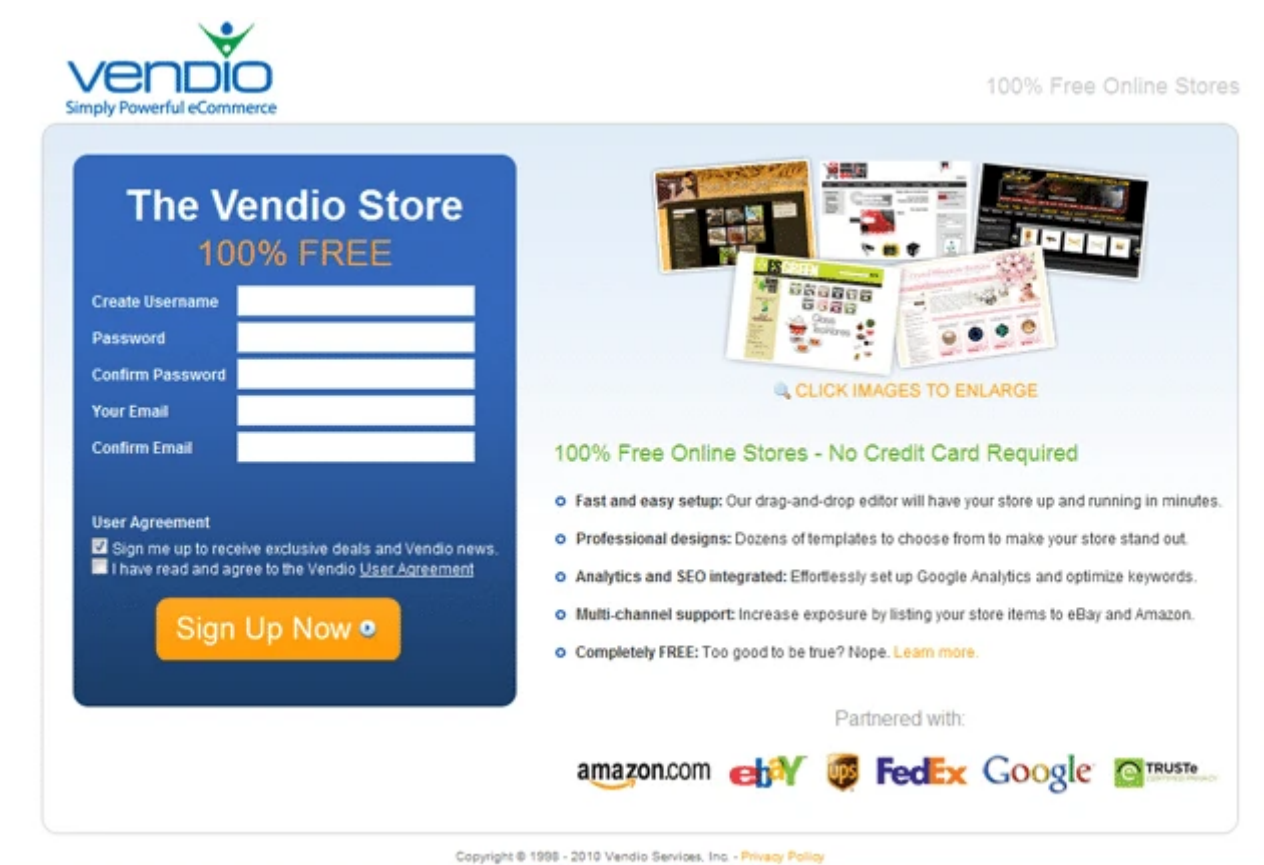 vendio
Simply Powerful eCommerce
100% Free Online Stores
The Vendio Store
100% FREE
Create Username
Password
Confirm Password
Your Email
Confirm Email
User Agreement
Sign me up to receive exclusive deals and Vendio news.
I have read and agree to the Vendio User Agreement
Sign Up Now
CLICK IMAGES TO ENLARGE
100% Free Online Stores - No Credit Card Required
Fast and easy setup: Our drag-and-drop editor will have your store up and running in minutes.
Professional designs: Dozens of templates to choose from to make your store stand out.
Analytics and SEO integrated: Effortlessly set up Google Analytics and optimize keywords.
Multi-channel support: Increase exposure by listing your store items to eBay and Amazon.
Completely FREE: Too good to be true? Nope. Learn more.
Partnered with:
amazon.com ebaY ups FedEx Google TRUSTe
CERTIFIED PRIVACY
Copyright © 1998 - 2010 Vendio Services, Inc. - Privacy Policy